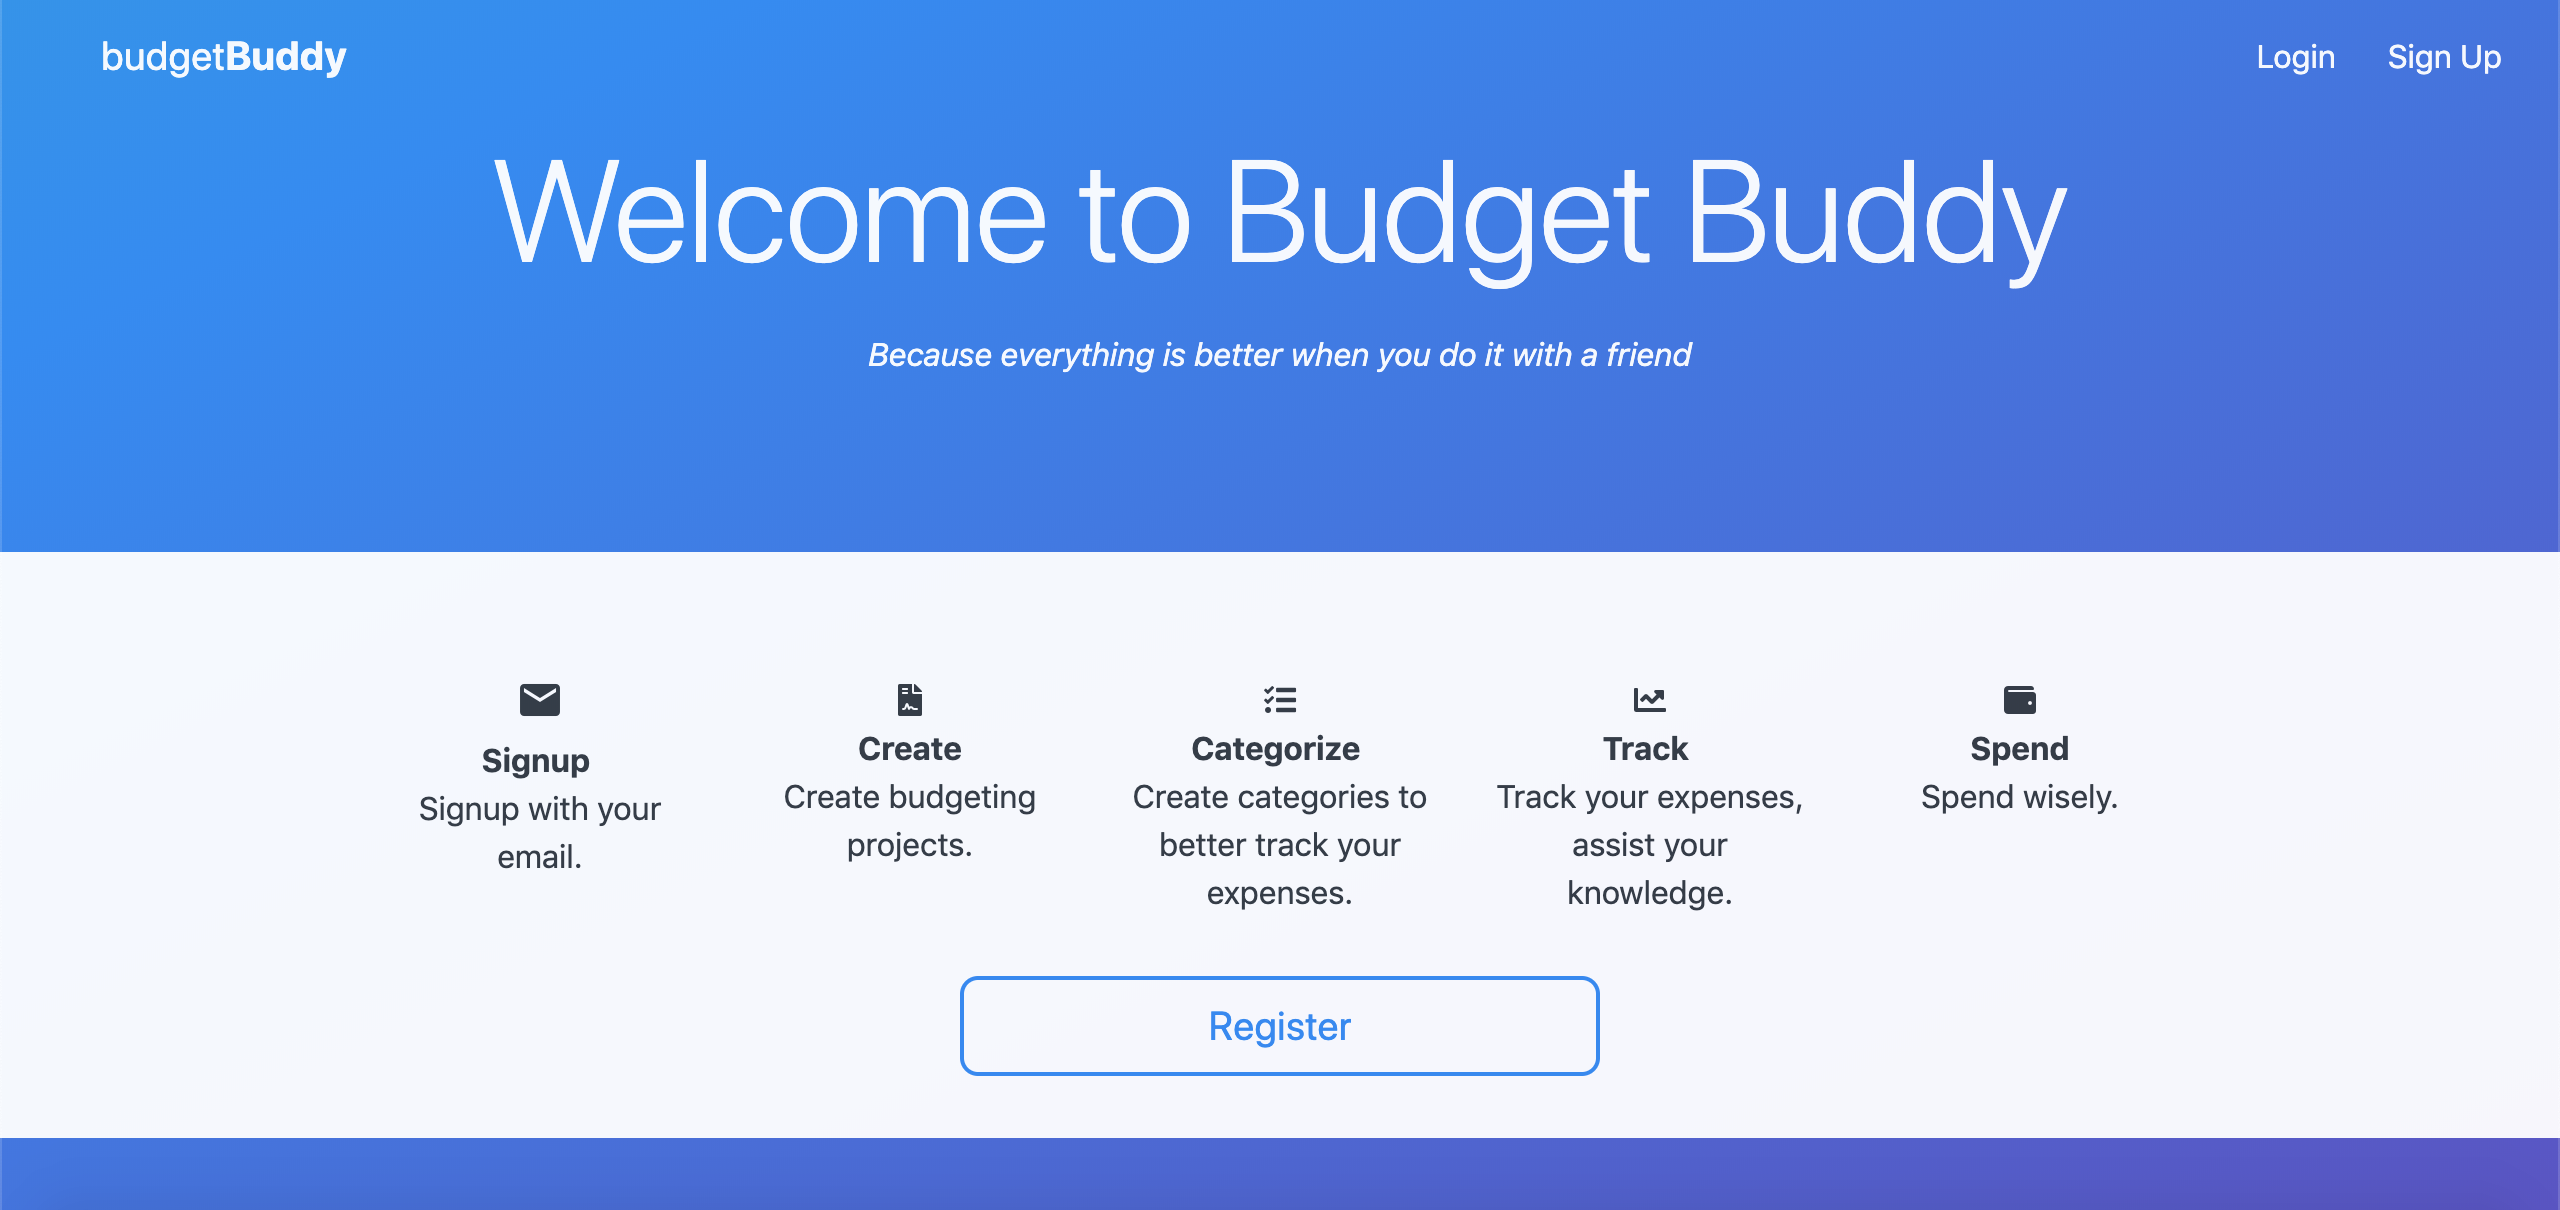 budgetBuddy
Login
Sign Up
Welcome to Budget Buddy
Because everything is better when you do it with a friend
Signup
Signup with your
email.
Create
Create budgeting
projects.
Categorize
Create categories to
better track your
expenses.
Track
Track your expenses,
assist your
knowledge.
Spend
Spend wisely.
Register